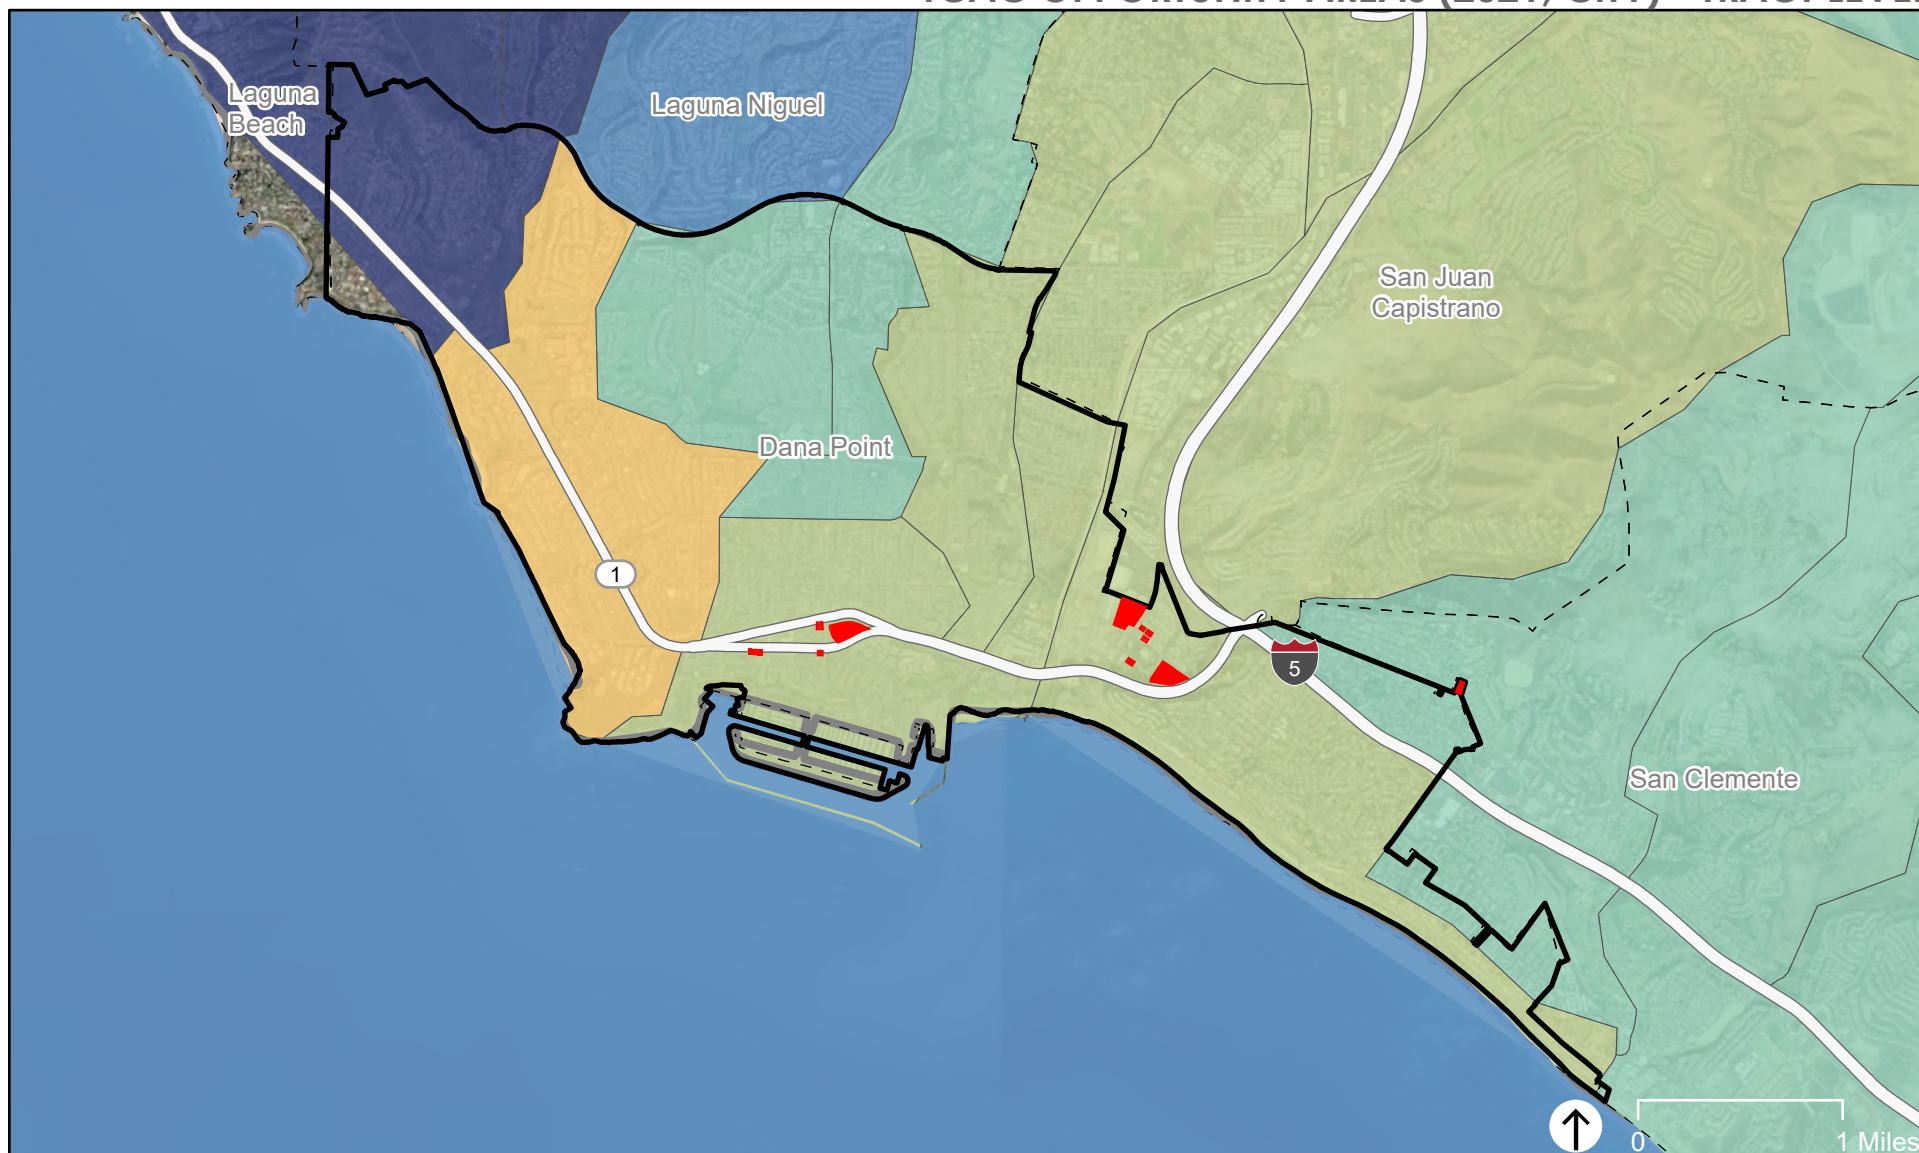 Laguna
Beach
Laguna Niguel
San Juan
Capistrano
Dana Point
1
5
San Clemente
0 1 Miles